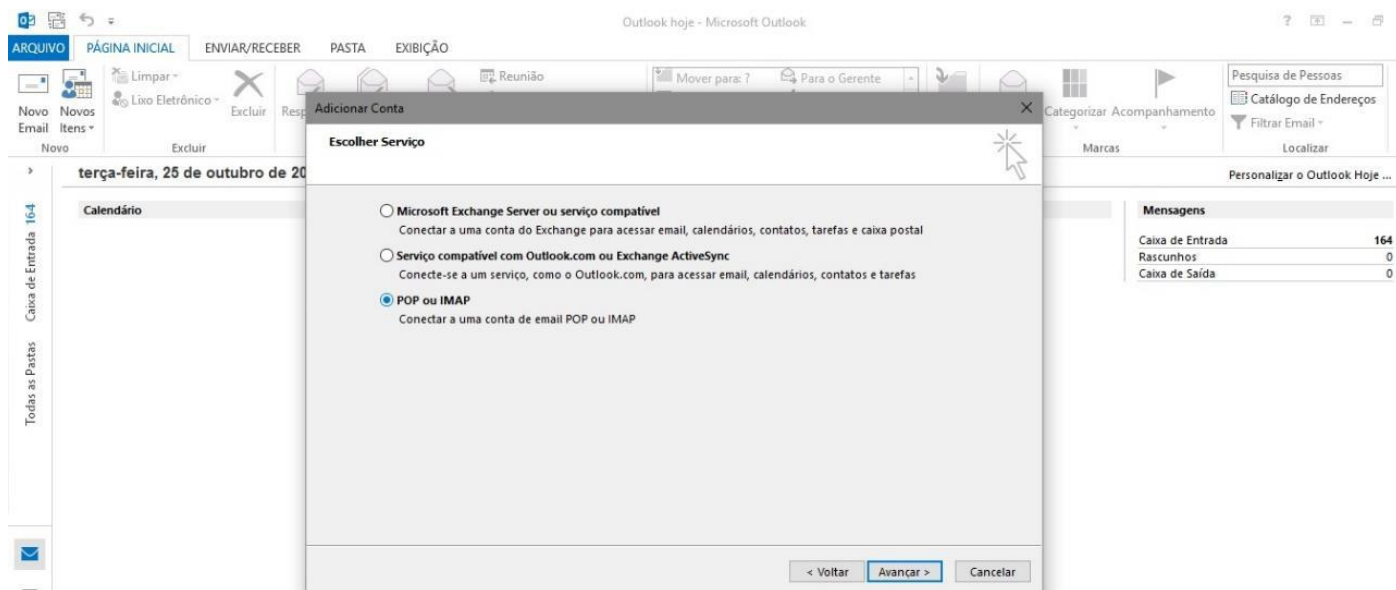 Outlook hoje - Microsoft Outlook
ARQUIVO PÁGINA INICIAL ENVIAR/RECEBER PASTA EXIBIÇÃO
Novo Email
Novos Itens
Limpar
Lixo Eletrônico
Excluir
Resp
Reunião
Mover para: ?
Para o Gerente
Categorizar Acompanhamento
Pesquisa de Pessoas
Catálogo de Endereços
Filtrar Email
Novo Excluir Marcas Localizar
terça-feira, 25 de outubro de 20
Personalizar o Outlook Hoje ...
Calendário
Mensagens
Caixa de Entrada 164
Rascunhos 0
Caixa de Saída 0
Caixa de Entrada 164
Todas as Pastas
Adicionar Conta
Escolher Serviço
Microsoft Exchange Server ou serviço compatível
Conectar a uma conta do Exchange para acessar email, calendários, contatos, tarefas e caixa postal
Serviço compatível com Outlook.com ou Exchange ActiveSync
Conecte-se a um serviço, como o Outlook.com, para acessar email, calendários, contatos e tarefas
POP ou IMAP
Conectar a uma conta de email POP ou IMAP
< Voltar Avançar > Cancelar